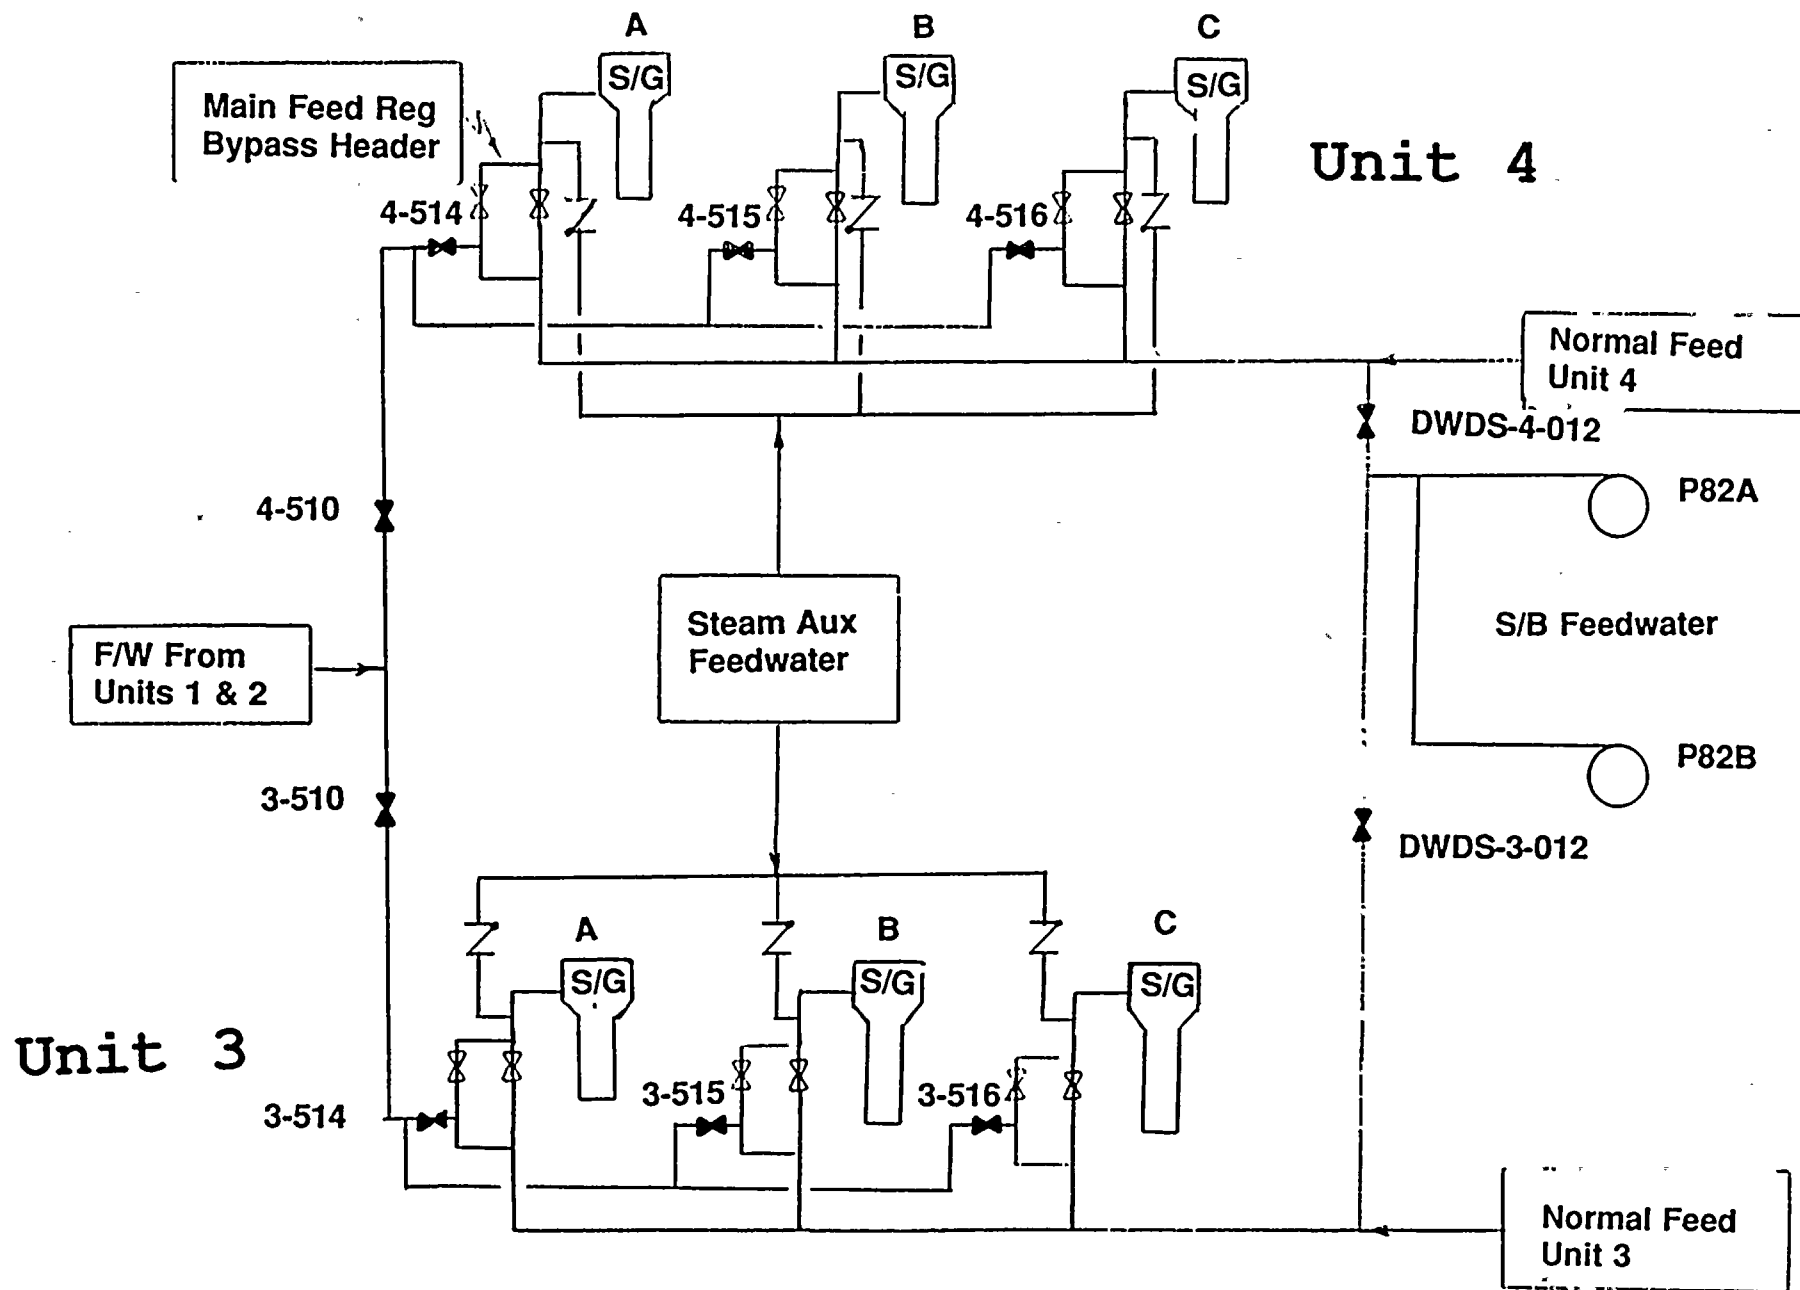 A
B
C
S/G
S/G
S/G
Main Feed Reg
Bypass Header
Unit 4
4-514
4-515
4-516
Normal Feed
Unit 4
DWDS-4-012
P82A
4-510
S/B Feedwater
Steam Aux
Feedwater
F/W From
Units 1 & 2
P82B
3-510
DWDS-3-012
A
B
C
S/G
S/G
S/G
Unit 3
3-514
3-515
3-516
Normal Feed
Unit 3